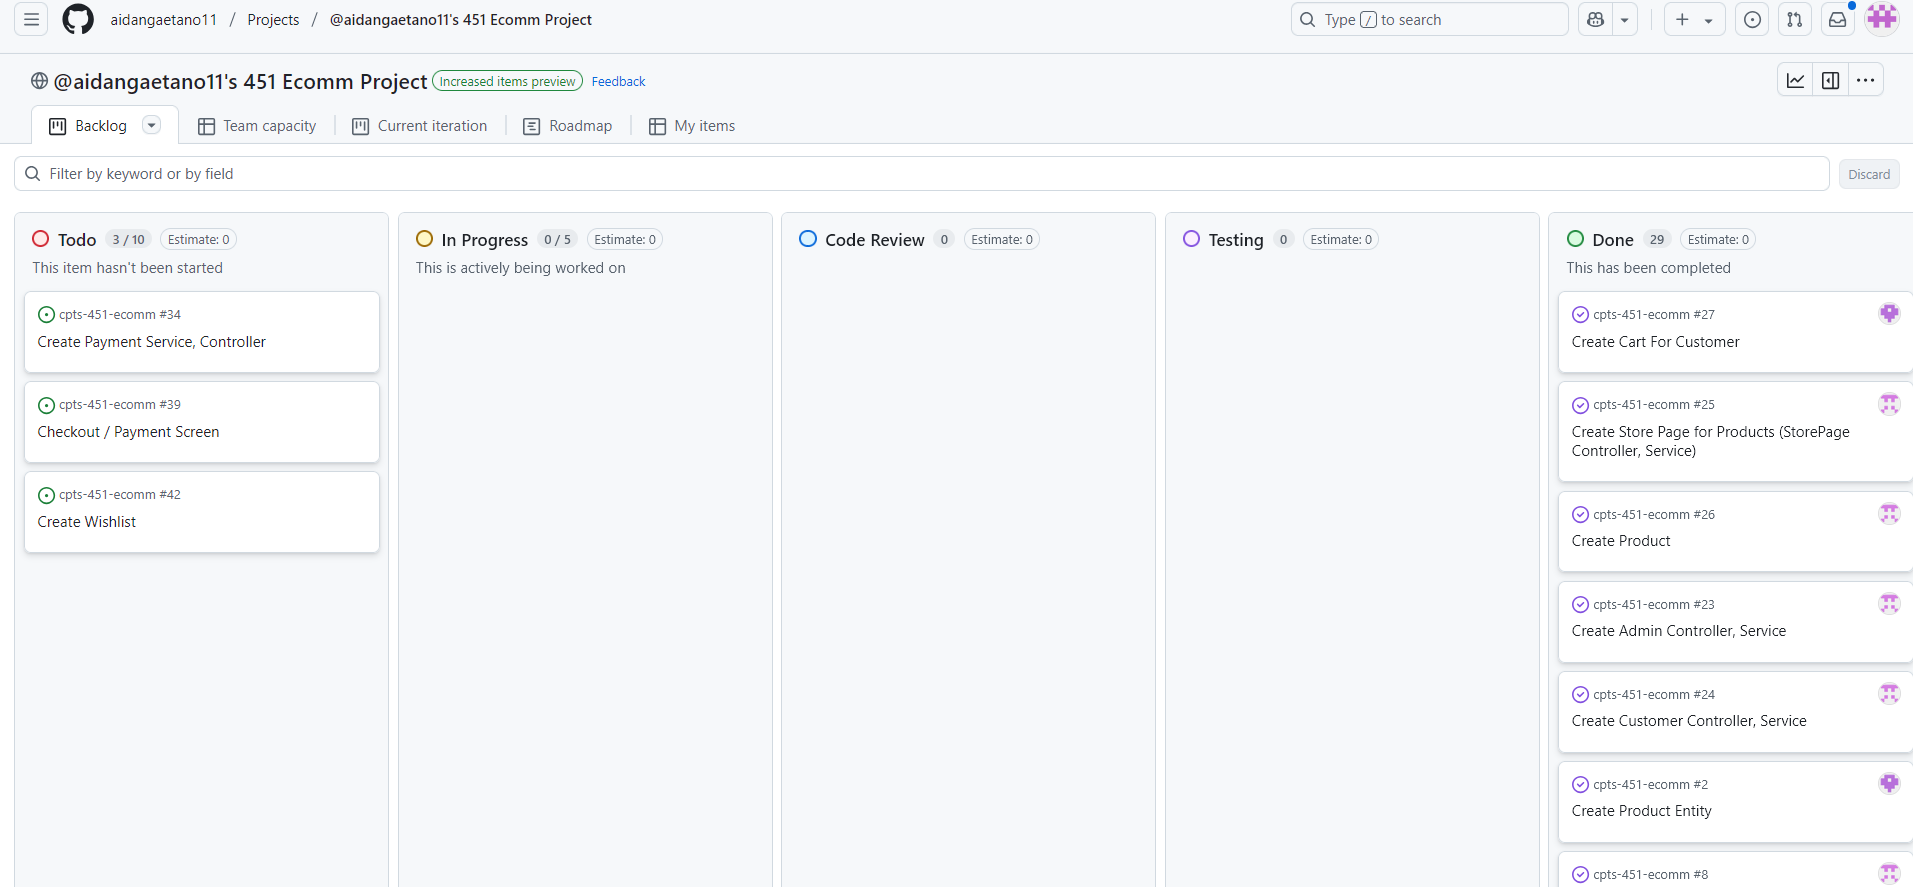 aidangaetano11 / Projects / @aidangaetano11's 451 Ecomm Project
Type / to search
@aidangaetano11's 451 Ecomm Project Increased items preview Feedback
Backlog Team capacity Current iteration Roadmap My items
Filter by keyword or by field
Discard
Todo 3 / 10 Estimate: 0
This item hasn't been started
cpts-451-ecomm #34
Create Payment Service, Controller
cpts-451-ecomm #39
Checkout / Payment Screen
cpts-451-ecomm #42
Create Wishlist
In Progress 0 / 5 Estimate: 0
This is actively being worked on
Code Review 0 Estimate: 0
Testing 0 Estimate: 0
Done 29 Estimate: 0
This has been completed
cpts-451-ecomm #27
Create Cart For Customer
cpts-451-ecomm #25
Create Store Page for Products (StorePage
Controller, Service)
cpts-451-ecomm #26
Create Product
cpts-451-ecomm #23
Create Admin Controller, Service
cpts-451-ecomm #24
Create Customer Controller, Service
cpts-451-ecomm #2
Create Product Entity
cpts-451-ecomm #8